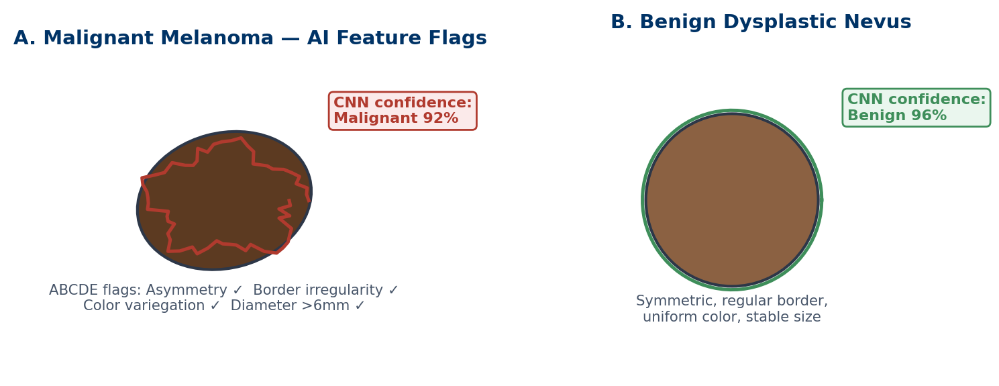 A. Malignant Melanoma — AI Feature Flags
CNN confidence:
Malignant 92%
ABCDE flags: Asymmetry ✓  Border irregularity ✓
Color variegation ✓  Diameter >6mm ✓
B. Benign Dysplastic Nevus
CNN confidence:
Benign 96%
Symmetric, regular border,
uniform color, stable size